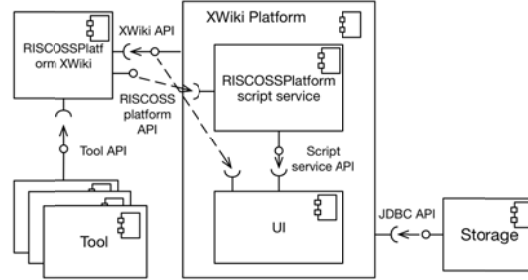 XWiki Platform
XWiki API
RISCOSSPlatf
orm XWiki
RISCOSSPlatform
script service
RISCOSS
platform
API
Tool API
Script
service API
Tool
UI
JDBC API
Storage